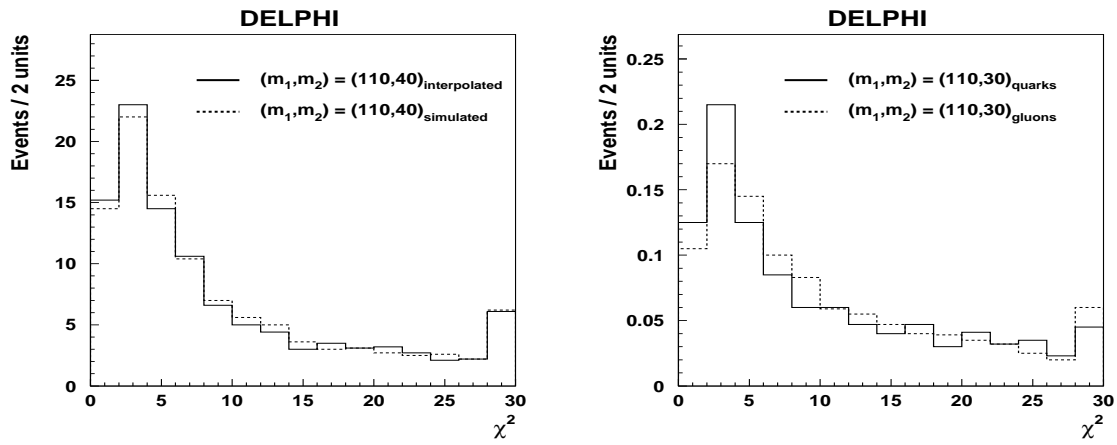 DELPHI
Events / 2 units
(m1,m2) = (110,40)interpolated
(m1,m2) = (110,40)simulated
25
20
15
10
5
0
0 5 10 15 20 25 30
χ2
DELPHI
Events / 2 units
(m1,m2) = (110,30)quarks
(m1,m2) = (110,30)gluons
0.25
0.2
0.15
0.1
0.05
0
0 5 10 15 20 25 30
χ2